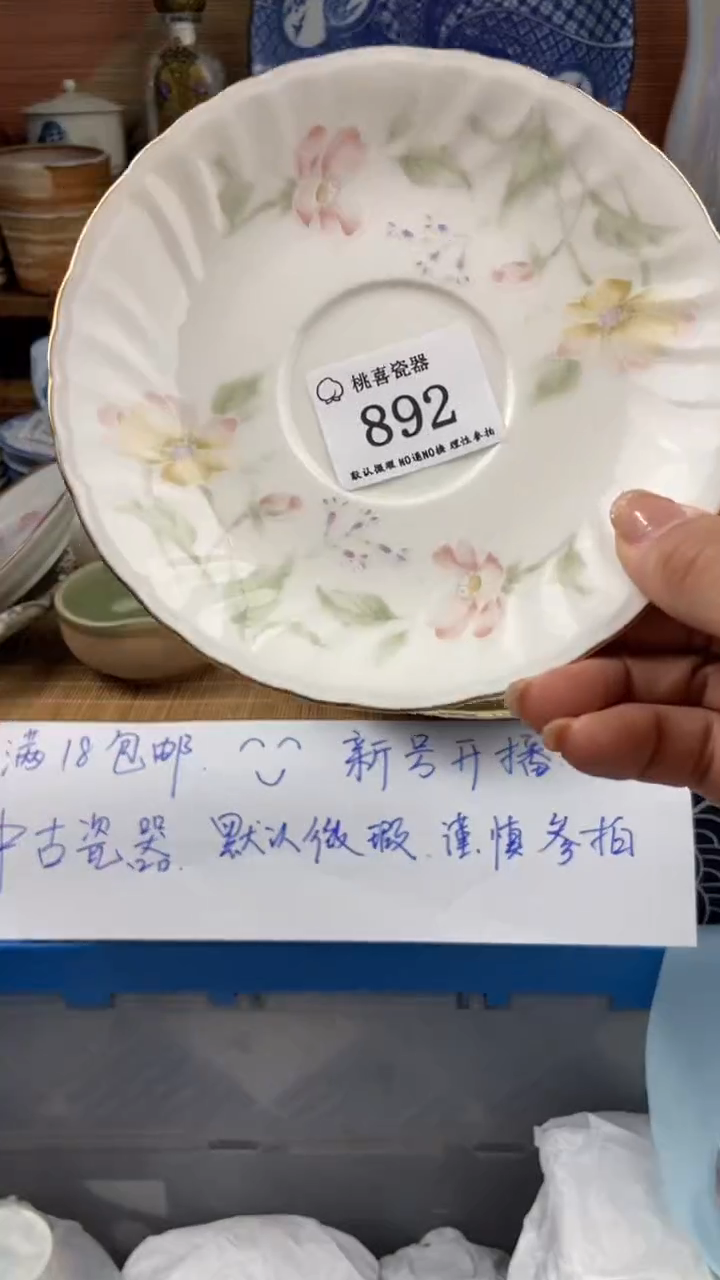 桃喜瓷器
892
默认微瑕 NO退NO换 理性参拍
满18包邮. 新号开播
中古瓷器. 默认微瑕. 谨慎参拍